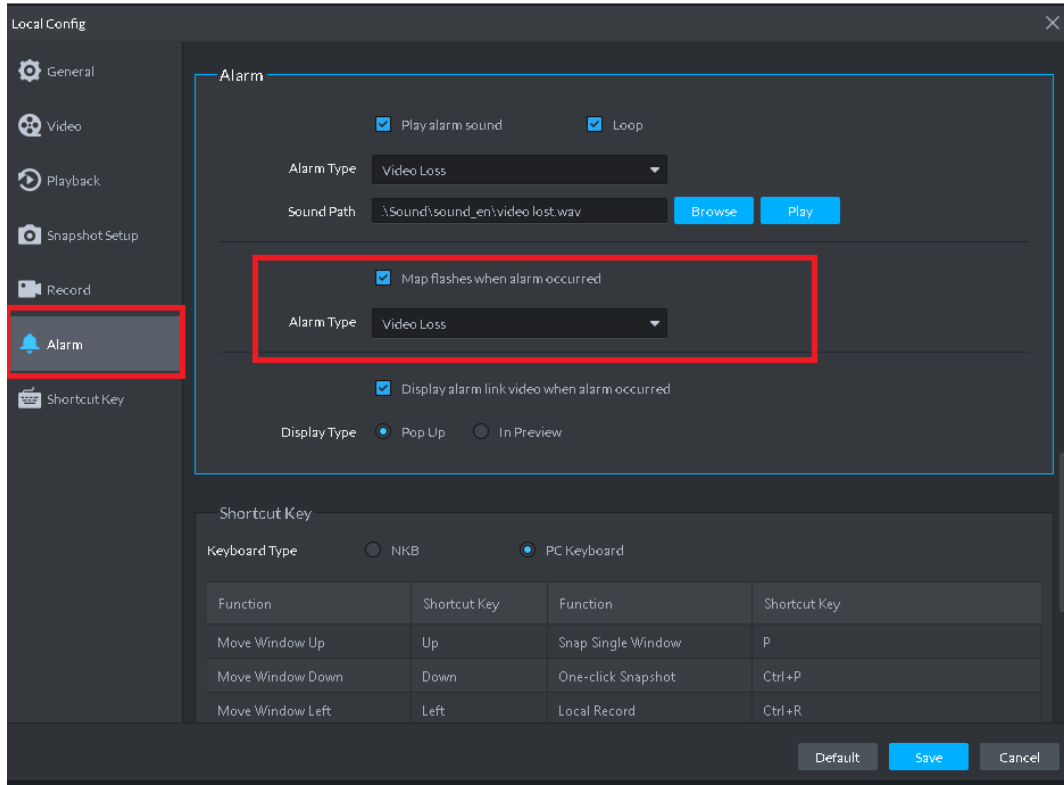 Local Config
General
Video
Playback
Snapshot Setup
Record
Alarm
Shortcut Key
Alarm
Play alarm sound Loop
Alarm Type Video Loss
Sound Path .\Sound\sound_en\video lost.wav Browse Play
Map flashes when alarm occurred
Alarm Type Video Loss
Display alarm link video when alarm occurred
Display Type Pop Up In Preview
Shortcut Key
Keyboard Type NKB PC Keyboard
Function Shortcut Key Function Shortcut Key
Move Window Up Up Snap Single Window P
Move Window Down Down One-click Snapshot Ctrl+P
Move Window Left Left Local Record Ctrl+R
Default Save Cancel